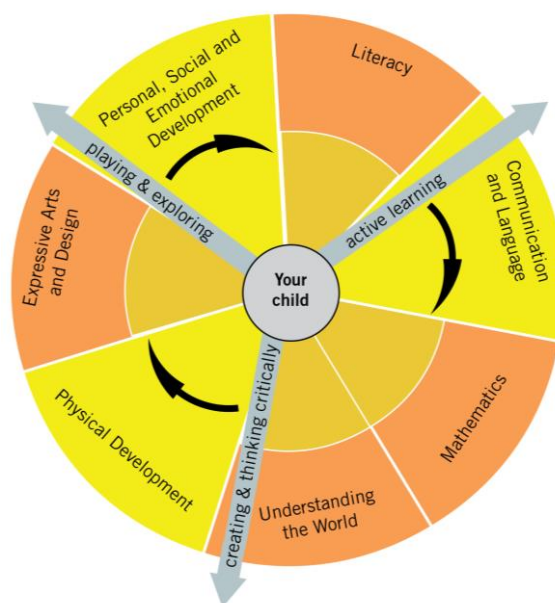 Personal, Social and
Emotional
Development
Literacy
Communication
and Language
Mathematics
Understanding
the World
Physical Development
Expressive Arts
and Design
playing & exploring
active learning
creating & thinking critically
Your
child